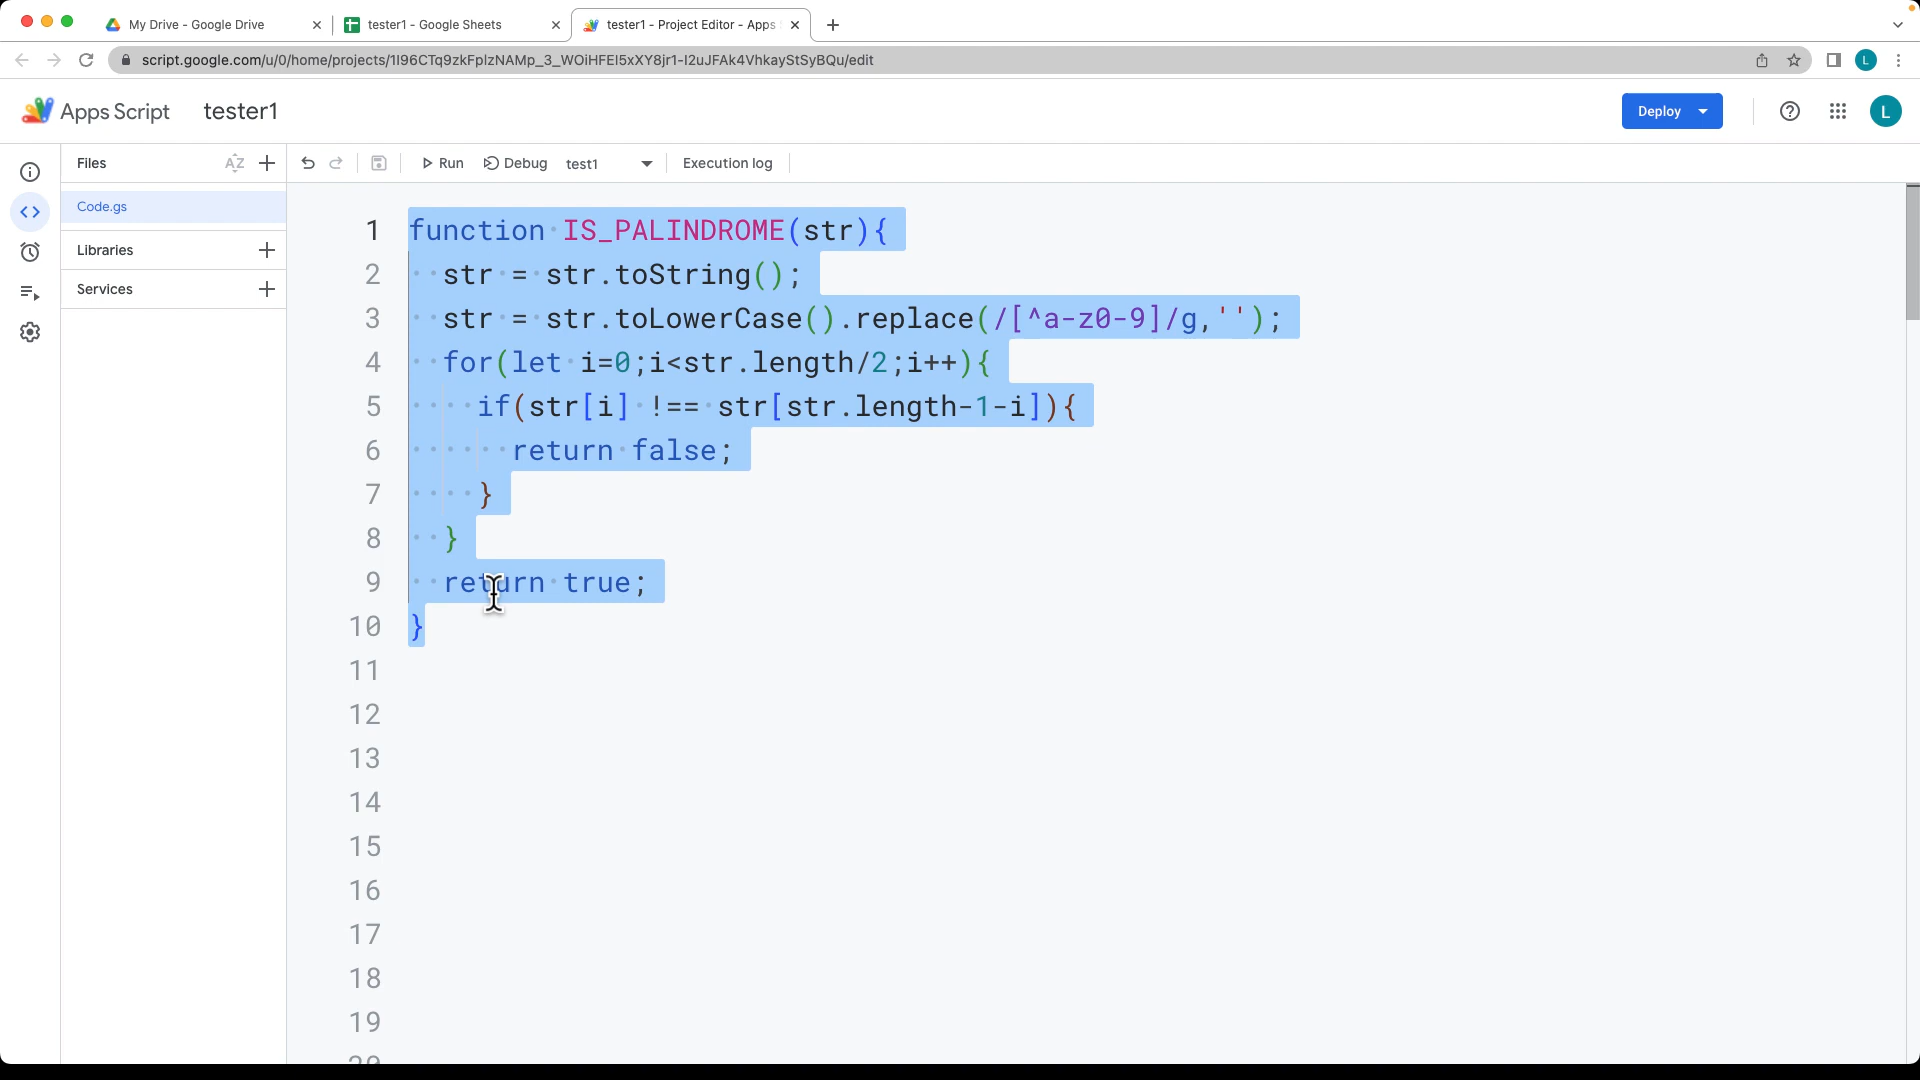 My Drive - Google Drive
tester1 - Google Sheets
tester1 - Project Editor - Apps
script.google.com/u/0/home/projects/1I96CTq9zkFplzNAMp_3_WOiHFEI5xXY8jr1-I2uJFAk4VhkayStSyBQu/edit
L
Apps Script
tester1
Deploy
L
Files
AZ
Run
Debug
test1
Execution log
Code.gs
Libraries
Services
1 function IS_PALINDROME(str){
2 str = str.toString();
3 str = str.toLowerCase().replace(/[^a-z0-9]/g,'');
4 for(let i=0;i<str.length/2;i++){
5 if(str[i] !== str[str.length-1-i]){
6 return false;
7 }
8 }
9 return true;
10 }
11
12
13
14
15
16
17
18
19
20